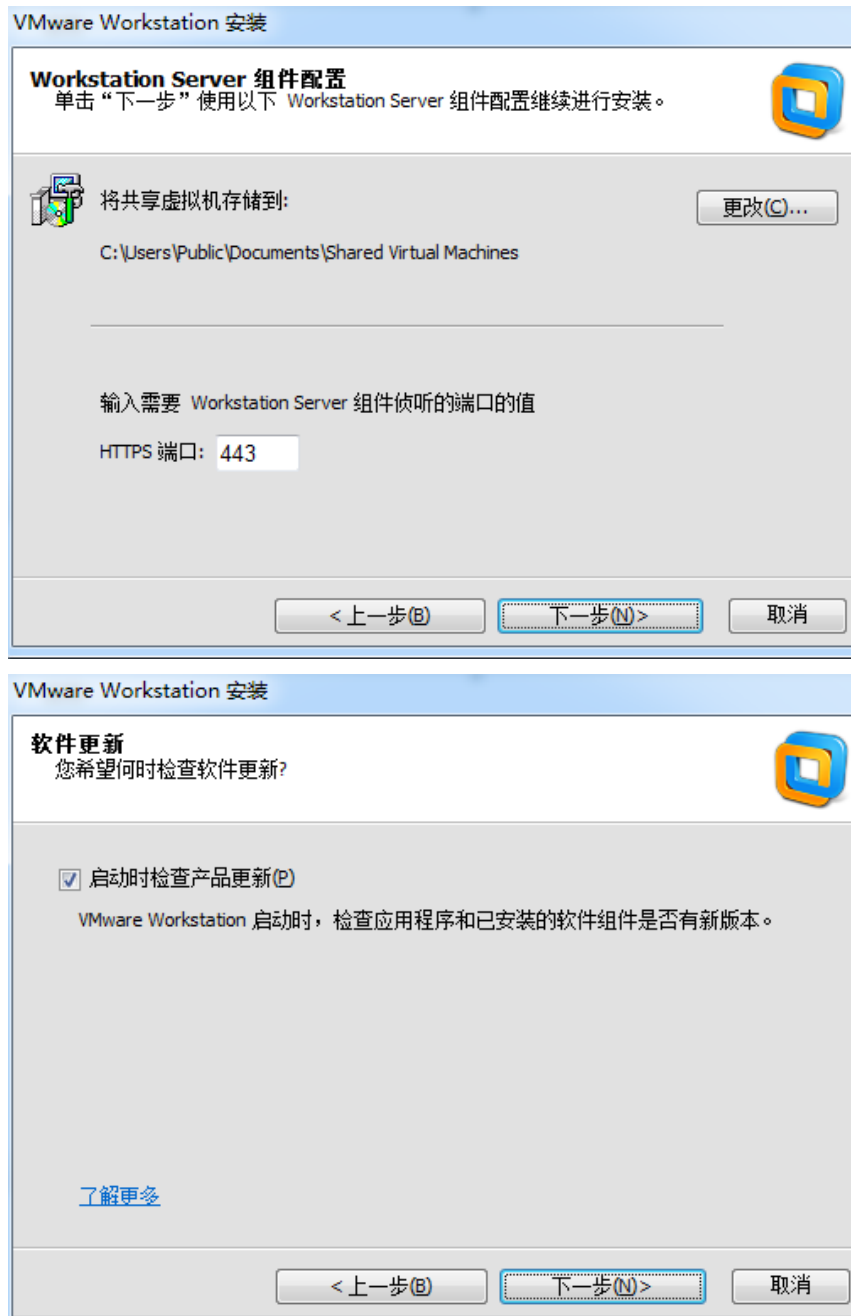 VMware Workstation 安装
Workstation Server 组件配置
单击“下一步”使用以下 Workstation Server 组件配置继续进行安装。
将共享虚拟机存储到:
更改(C)...
C:\Users\Public\Documents\Shared Virtual Machines
输入需要 Workstation Server 组件侦听的端口的值
HTTPS 端口: 443
<上一步(B)
下一步(N)>
取消
VMware Workstation 安装
软件更新
您希望何时检查软件更新?
启动时检查产品更新(P)
VMware Workstation 启动时，检查应用程序和已安装的软件组件是否有新版本。
了解更多
<上一步(B)
下一步(N)>
取消